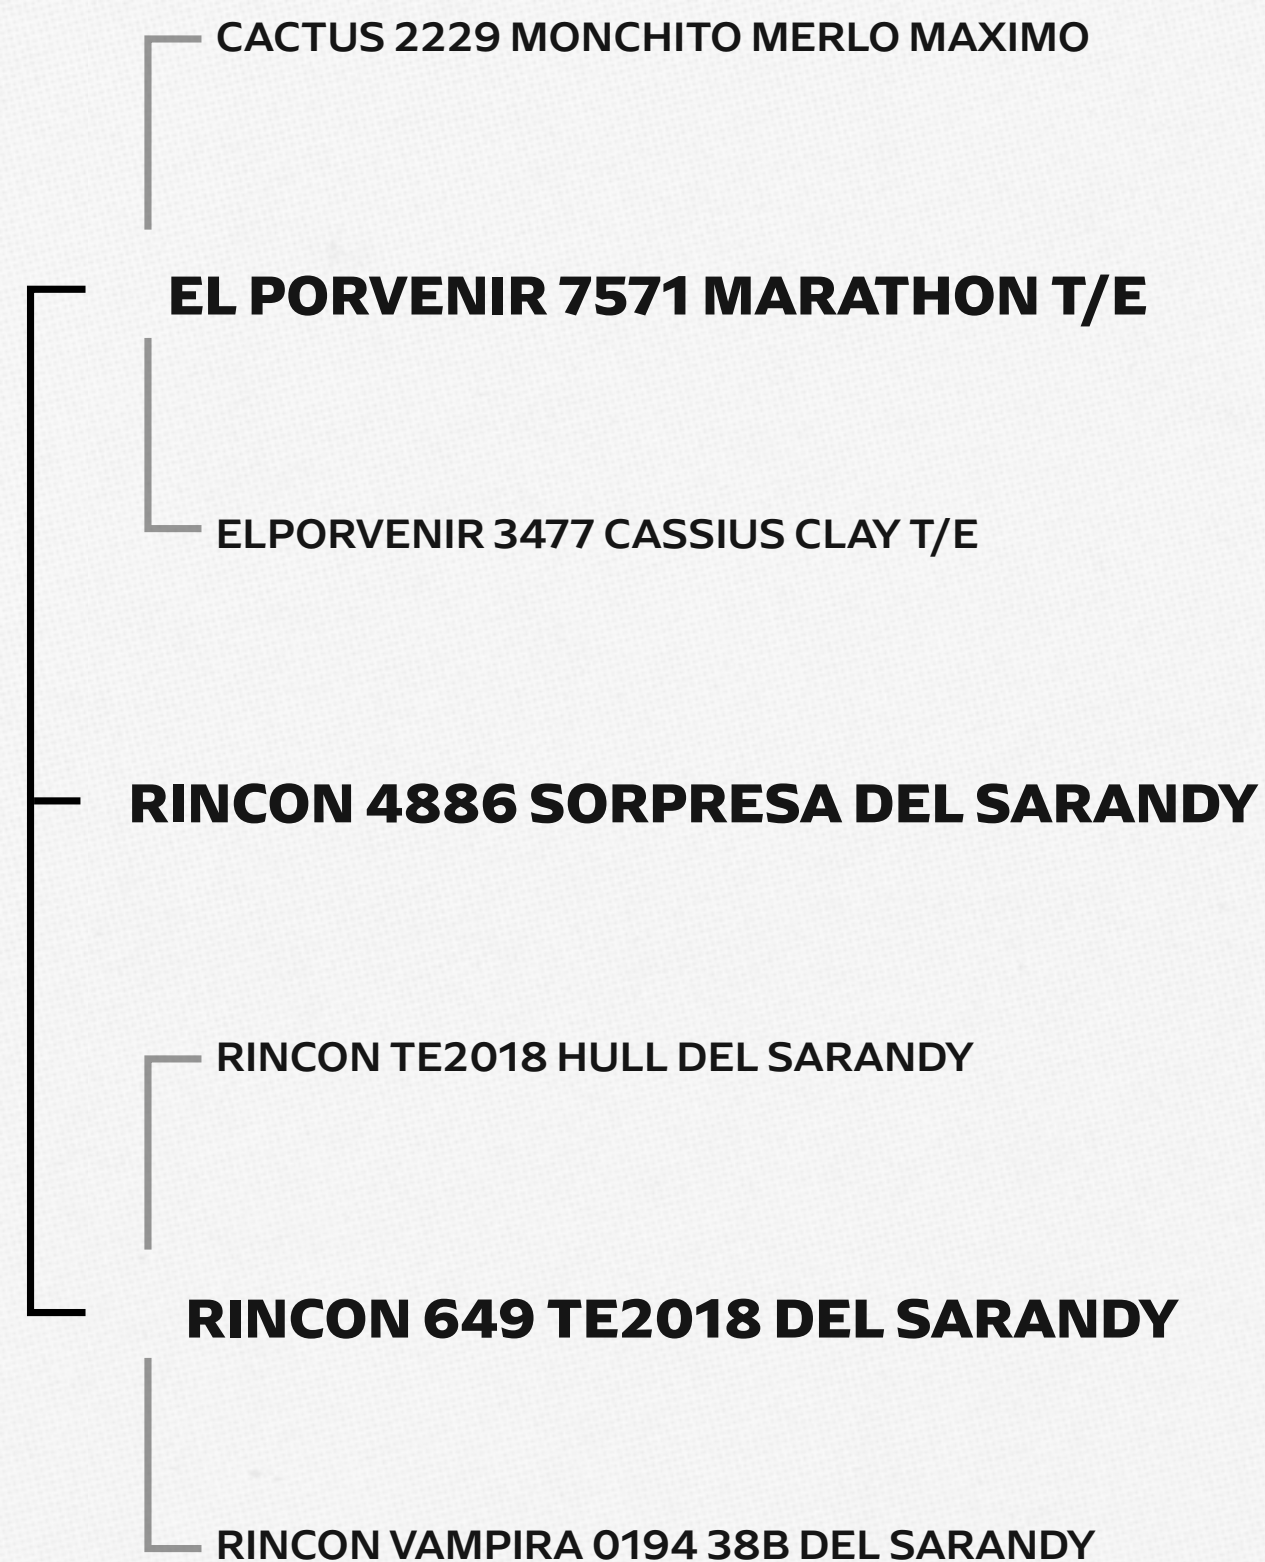 CACTUS 2229 MONCHITO MERLO MAXIMO
EL PORVENIR 7571 MARATHON T/E
ELPORVENIR 3477 CASSIUS CLAY T/E
RINCON 4886 SORPRESA DEL SARANDY
RINCON TE2018 HULL DEL SARANDY
RINCON 649 TE2018 DEL SARANDY
RINCON VAMPIRA 0194 38B DEL SARANDY